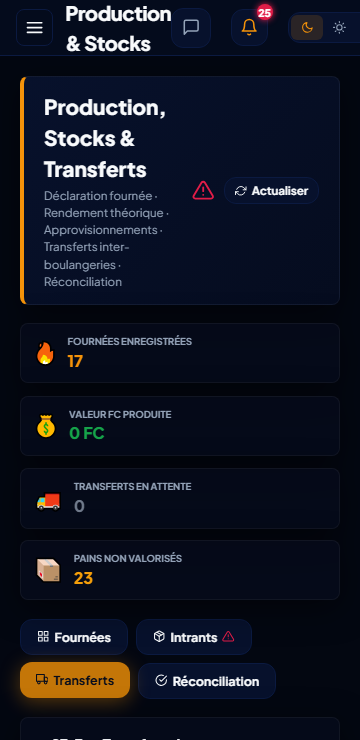 Production
& Stocks
25
Production,
Stocks &
Transferts
Déclaration fournée ·
Rendement théorique ·
Approvisionnements ·
Transferts inter-
boulangeries ·
Réconciliation
Actualiser
FOURNÉES ENREGISTRÉES
17
VALEUR FC PRODUITE
0 FC
TRANSFERTS EN ATTENTE
0
PAINS NON VALORISÉS
23
Fournées
Intrants
Transferts
Réconciliation